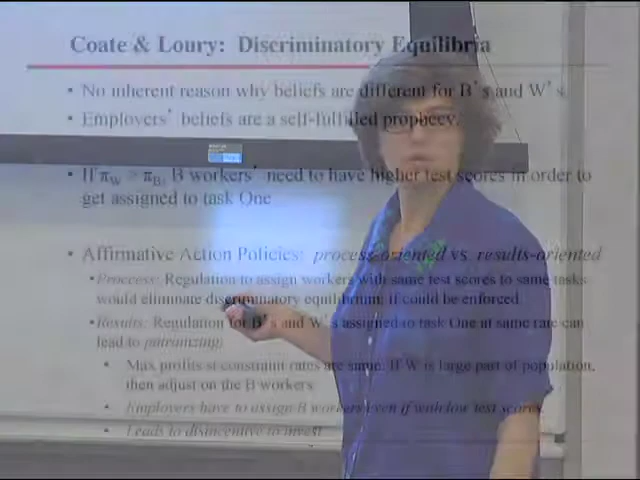 Coate & Loury: Discriminatory Equilibria
• No inherent reason why beliefs are different for B's and W's
• Employers' beliefs are a self-fulfilled prophecy.
• If πW > πB, B workers' need to have higher test scores in order to
get assigned to task One
• Affirmative Action Policies: process-oriented vs. results-oriented
•Process: Regulation to assign workers with same test scores to same tasks
would eliminate discriminatory equilibrium, if could be enforced
•Results: Regulation for B's and W's assigned to task One at same rate can
lead to patronizing:
• Max profits st constraint rates are same. If W is large part of population,
then adjust on the B workers.
• Employers have to assign B workers even if with low test scores.
• Leads to disincentive to invest